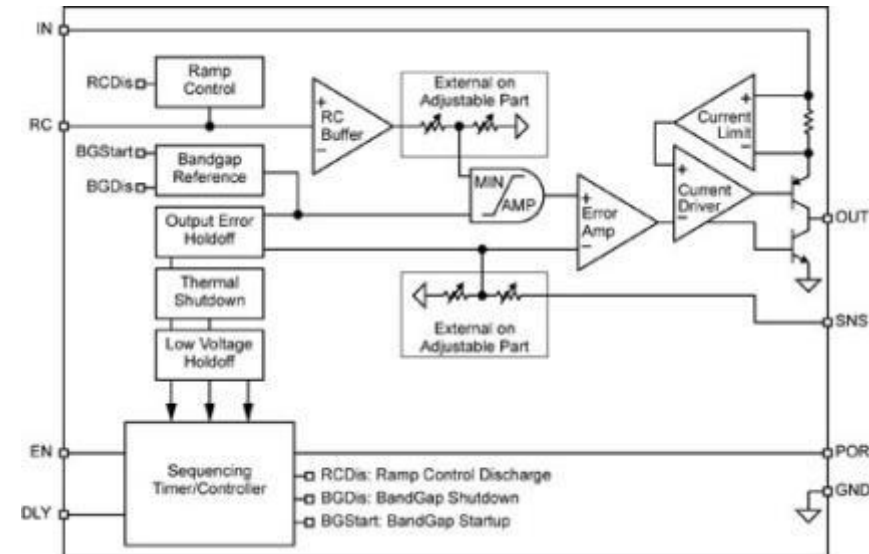 IN
RCDis
Ramp
Control
External on
Adjustable Part
+
RC
Buffer
−
RC
+
Current
Limit
−
BGStart
BGDis
Bandgap
Reference
MIN
AMP
+
Current
Driver
−
Output Error
Holdoff
+
Error
Amp
−
OUT
Thermal
Shutdown
External on
Adjustable Part
SNS
Low Voltage
Holdoff
EN
Sequencing
Timer/Controller
DLY
RCDis: Ramp Control Discharge
BGDis: BandGap Shutdown
BGStart: BandGap Startup
POR
GND